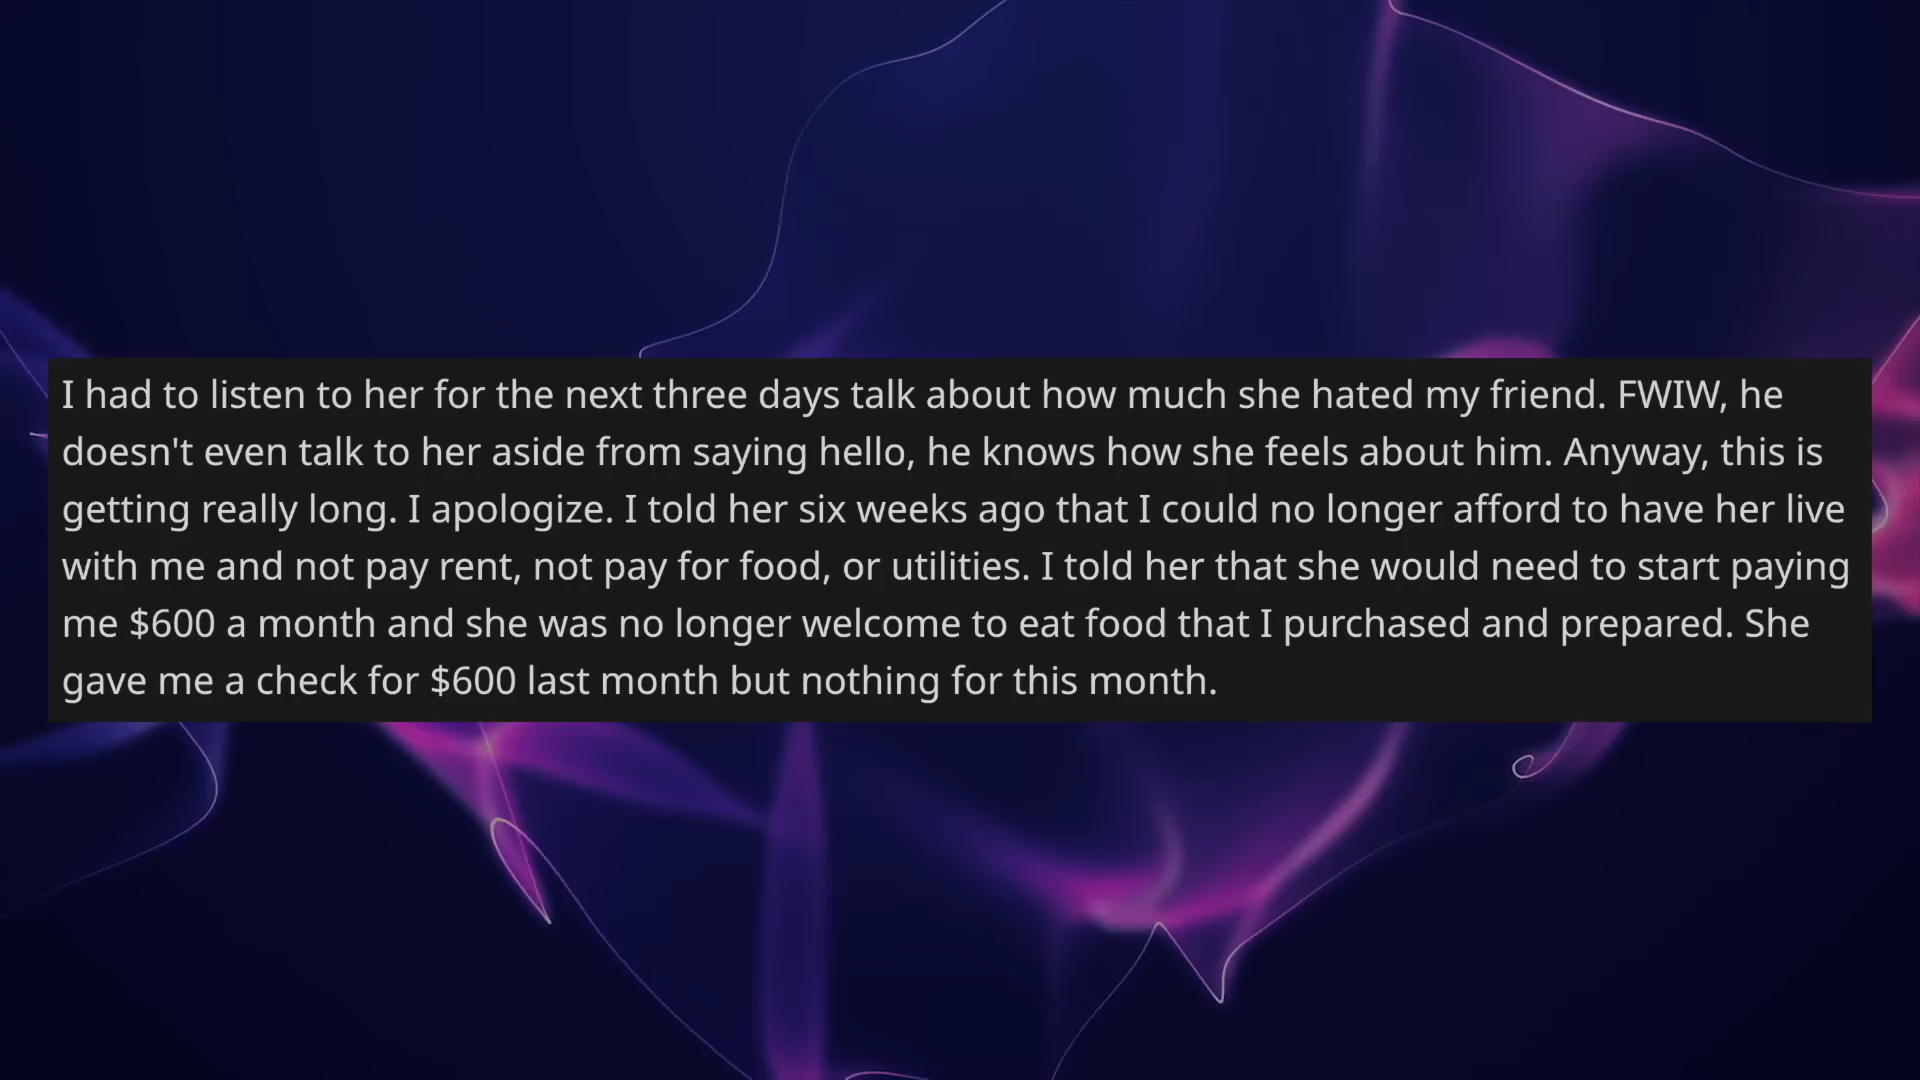 I had to listen to her for the next three days talk about how much she hated my friend. FWIW, he
doesn't even talk to her aside from saying hello, he knows how she feels about him. Anyway, this is
getting really long. I apologize. I told her six weeks ago that I could no longer afford to have her live
with me and not pay rent, not pay for food, or utilities. I told her that she would need to start paying
me $600 a month and she was no longer welcome to eat food that I purchased and prepared. She
gave me a check for $600 last month but nothing for this month.